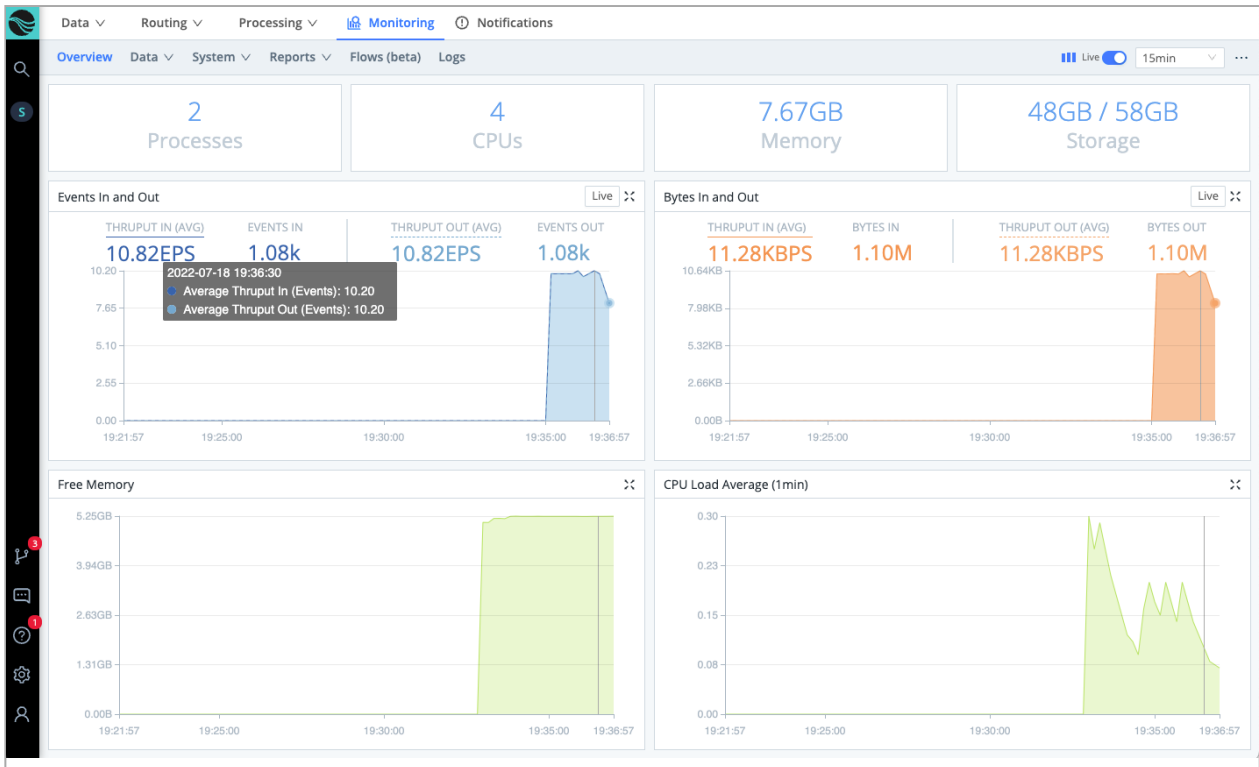 Data Routing Processing Monitoring Notifications
Overview Data System Reports Flows (beta) Logs Live 15min ...
S
2 4 7.67GB 48GB / 58GB
Processes CPUs Memory Storage
Events In and Out Live
THRUPUT IN (AVG) EVENTS IN THRUPUT OUT (AVG) EVENTS OUT
10.82EPS 1.08k 10.82EPS 1.08k
2022-07-18 19:36:30
Average Thruput In (Events): 10.20
Average Thruput Out (Events): 10.20
10.20
7.65
5.10
2.55
0.00
19:21:57 19:25:00 19:30:00 19:35:00 19:36:57
Bytes In and Out Live
THRUPUT IN (AVG) BYTES IN THRUPUT OUT (AVG) BYTES OUT
11.28KBPS 1.10M 11.28KBPS 1.10M
10.64KB
7.98KB
5.32KB
2.66KB
0.00B
19:21:57 19:25:00 19:30:00 19:35:00 19:36:57
Free Memory
5.25GB
3.94GB
2.63GB
1.31GB
0.00B
19:21:57 19:25:00 19:30:00 19:35:00 19:36:57
CPU Load Average (1min)
0.30
0.23
0.15
0.08
0.00
19:21:57 19:25:00 19:30:00 19:35:00 19:36:57
3
1